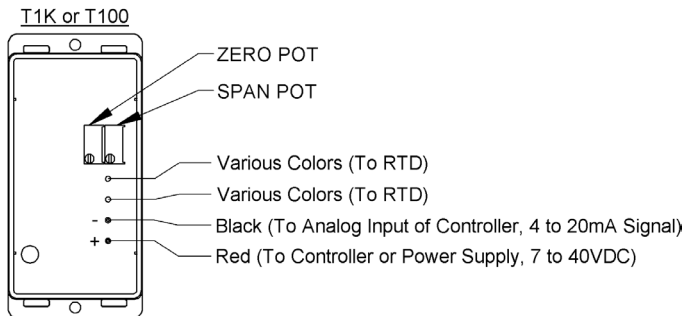 T1K or T100
ZERO POT
SPAN POT
Various Colors (To RTD)
Various Colors (To RTD)
- Black (To Analog Input of Controller, 4 to 20mA Signal)
+ Red (To Controller or Power Supply, 7 to 40VDC)